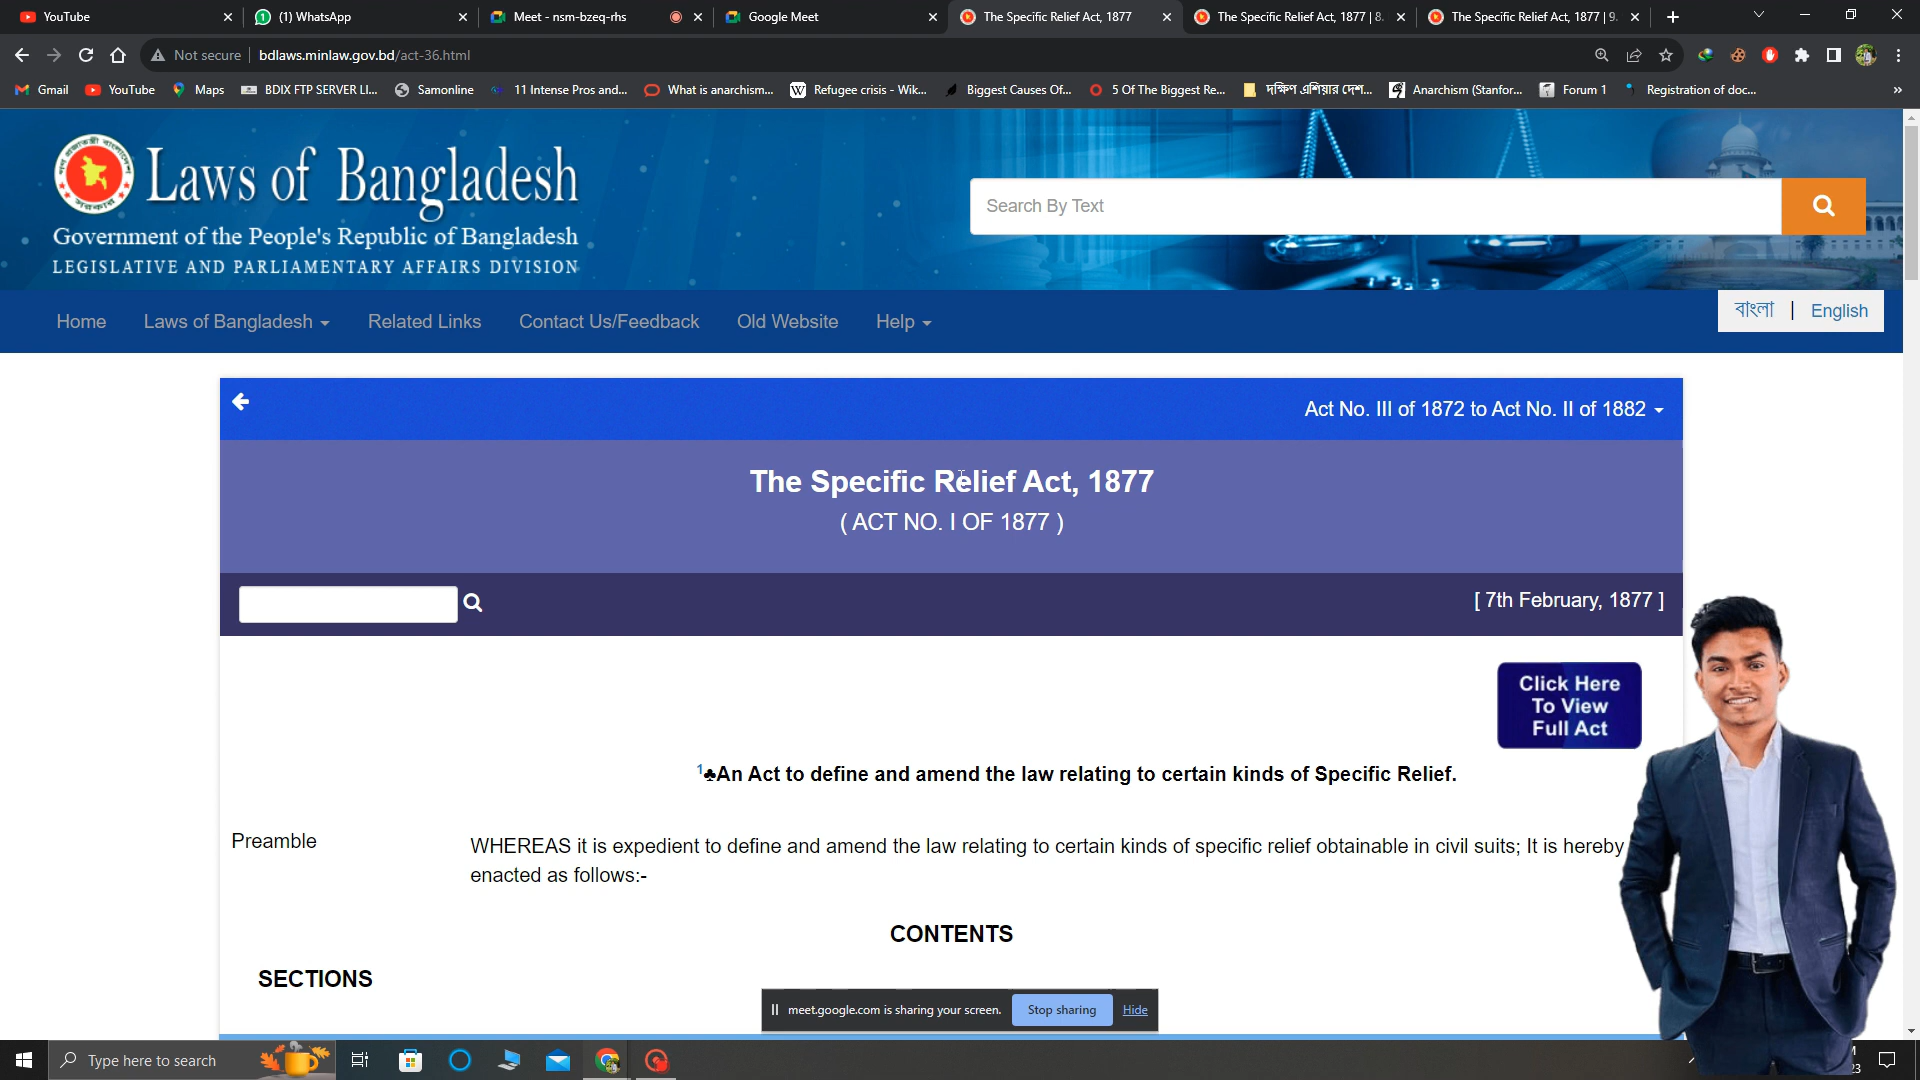 YouTube
(1) WhatsApp
Meet - nsm-bzeq-rhs
Google Meet
The Specific Relief Act, 1877
The Specific Relief Act, 1877 | 8.
The Specific Relief Act, 1877 | 9.
Not secure
bdlaws.minlaw.gov.bd/act-36.html
Gmail
YouTube
Maps
BDIX FTP SERVER LI...
Samonline
11 Intense Pros and...
What is anarchism...
Refugee crisis - Wik...
Biggest Causes Of...
5 Of The Biggest Re...
দক্ষিণ এশিয়ার দেশ...
Anarchism (Stanfor...
Forum 1
Registration of doc...
»
Laws of Bangladesh
Government of the People's Republic of Bangladesh
LEGISLATIVE AND PARLIAMENTARY AFFAIRS DIVISION
Search By Text
Home
Laws of Bangladesh
Related Links
Contact Us/Feedback
Old Website
Help
বাংলা | English
Act No. III of 1872 to Act No. II of 1882
The Specific Relief Act, 1877
( ACT NO. I OF 1877 )
[ 7th February, 1877 ]
Click Here
To View
Full Act
1♣An Act to define and amend the law relating to certain kinds of Specific Relief.
Preamble
WHEREAS it is expedient to define and amend the law relating to certain kinds of specific relief obtainable in civil suits; It is hereby
enacted as follows:-
CONTENTS
SECTIONS
meet.google.com is sharing your screen.
Stop sharing
Hide
Type here to search